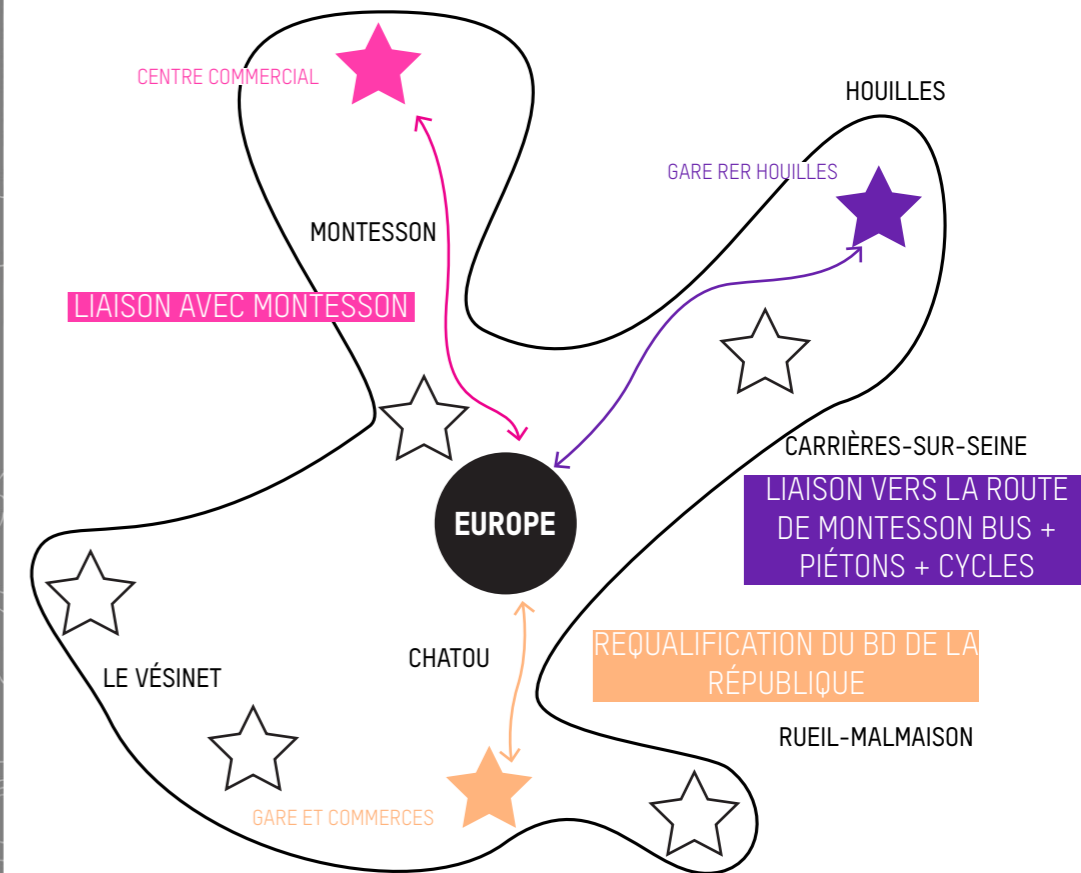 CENTRE COMMERCIAL
HOUILLES
GARE RER HOUILLES
MONTESSON
LIAISON AVEC MONTESSON
CARRIÈRES-SUR-SEINE
LIAISON VERS LA ROUTE
DE MONTESSON BUS +
PIÉTONS + CYCLES
EUROPE
REQUALIFICATION DU BD DE LA
RÉPUBLIQUE
CHATOU
LE VÉSINET
RUEIL-MALMAISON
GARE ET COMMERCES